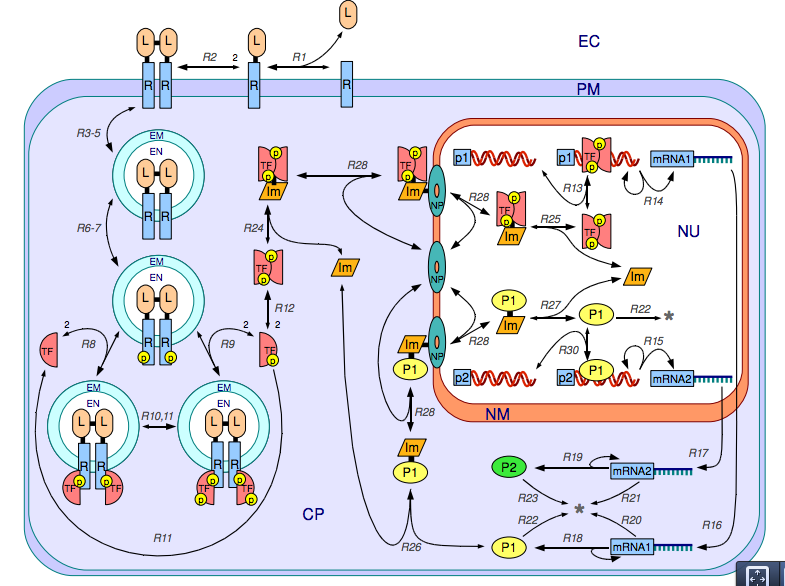 L
EC
L L
L
R2
2
R1
R R
R
R
PM
R3-5
EM
EN
L L
R R
R6-7
EM
EN
L L
R R
p p
p
TF
p
Im
R28
p
TF
p
Im
NP
R24
Im
NP
p
TF
p
R12
2
TF
R8
R9
2
2
TF
p
Im
P1
NP
R28
Im
P1
EM
EN
L L
R R
p p
TF TF
R10,11
EM
EN
L L
R R
p p
TF TF
p p
R11
CP
R26
p1
p1
p
TF
p
mRNA1
R13
R14
R28
p
TF
p
Im
R25
p
TF
p
NU
Im
P1
Im
R27
P1
R22
*
R28
R30
R15
p2
p2
P1
mRNA2
NM
P2
R19
mRNA2
R17
R23
R21
*
R22
R20
P1
R18
mRNA1
R16